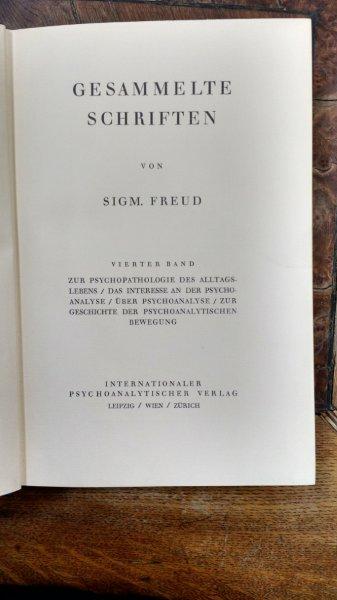 GESAMMELTE
SCHRIFTEN
VON
SIGM. FREUD
VIERTER BAND
ZUR PSYCHOPATHOLOGIE DES ALLTAGS-
LEBENS / DAS INTERESSE AN DER PSYCHO-
ANALYSE / ÜBER PSYCHOANALYSE / ZUR
GESCHICHTE DER PSYCHOANALYTISCHEN
BEWEGUNG
INTERNATIONALER
PSYCHOANALYTISCHER VERLAG
LEIPZIG / WIEN / ZÜRICH